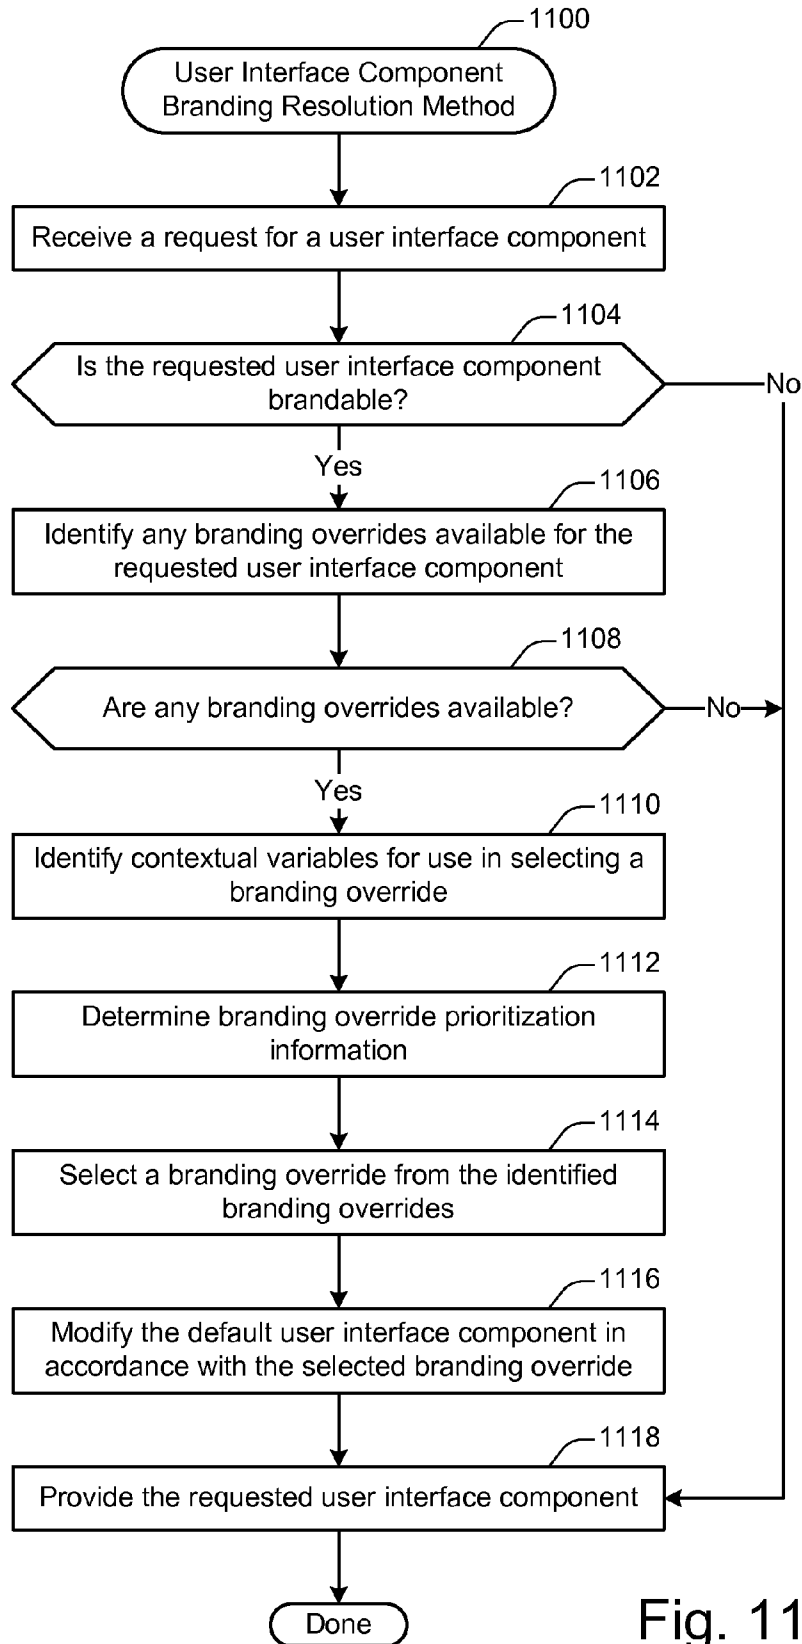 1100
User Interface Component
Branding Resolution Method
1102
Receive a request for a user interface component
1104
Is the requested user interface component
brandable?
No
Yes
1106
Identify any branding overrides available for the
requested user interface component
1108
Are any branding overrides available?
No
Yes
1110
Identify contextual variables for use in selecting a
branding override
1112
Determine branding override prioritization
information
1114
Select a branding override from the identified
branding overrides
1116
Modify the default user interface component in
accordance with the selected branding override
1118
Provide the requested user interface component
Done
Fig. 11